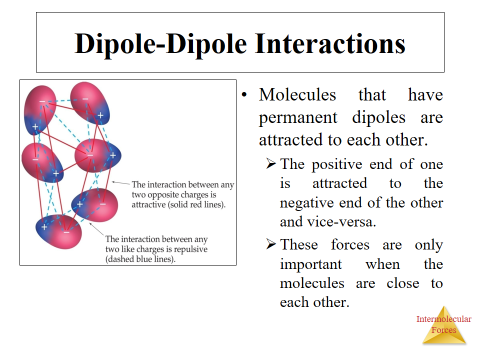 Dipole-Dipole Interactions
• Molecules that have
permanent dipoles are
attracted to each other.
➢ The positive end of one
is attracted to the
negative end of the other
and vice-versa.
➢ These forces are only
important when the
molecules are close to
each other.
The interaction between any
two opposite charges is
attractive (solid red lines).
The interaction between any
two like charges is repulsive
(dashed blue lines).
Intermolecular
Forces